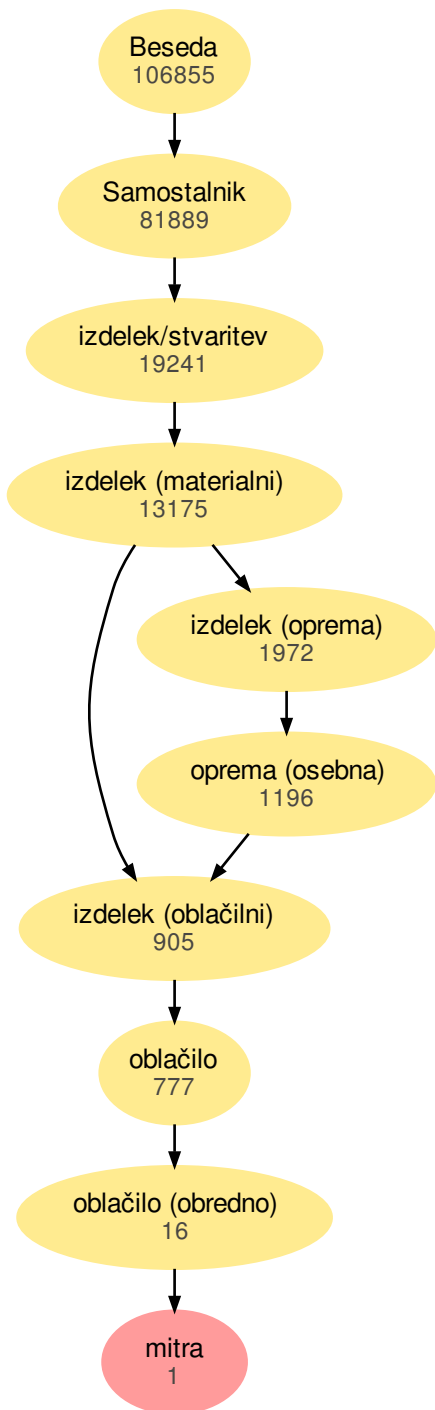 Beseda
106855
Samostalnik
81889
izdelek/stvaritev
19241
izdelek (materialni)
13175
izdelek (oprema)
1972
oprema (osebna)
1196
izdelek (oblačilni)
905
oblačilo
777
oblačilo (obredno)
16
mitra
1